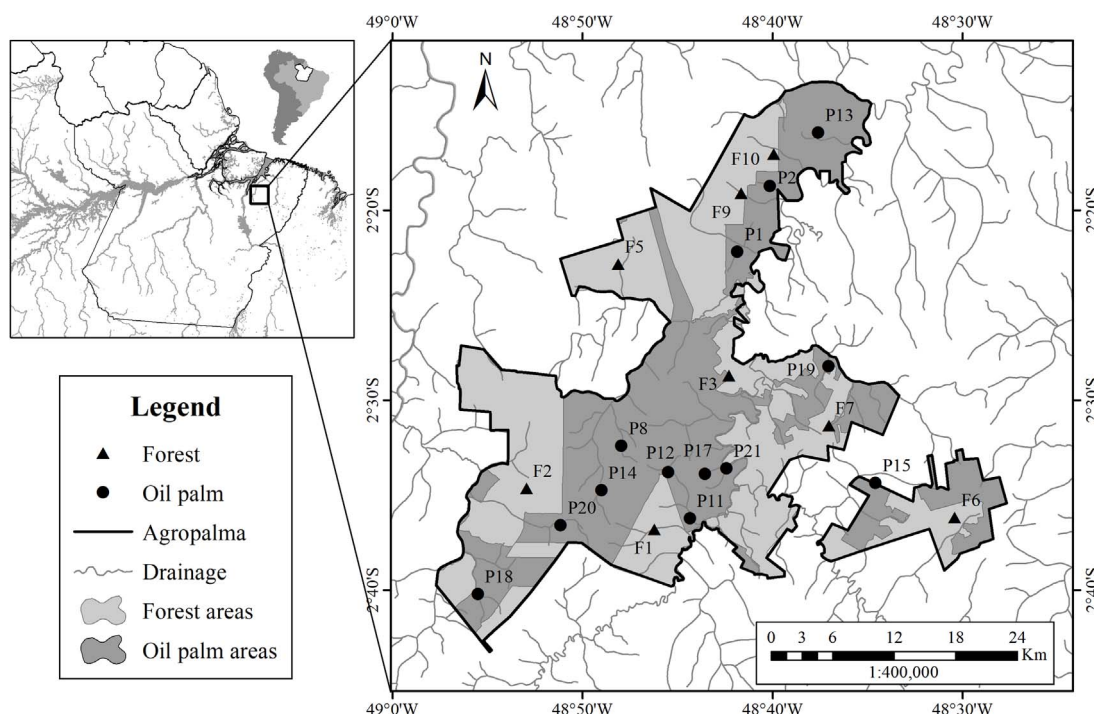 49°0'W 48°50'W 48°40'W 48°30'W
N
P13
F10
P2
F9
2°20'S 2°20'S
P1
F5
P19
F3
2°30'S 2°30'S
F7
P8
P21
P12 P17
P15
F2
P14
F6
P11
P20
F1
P18
2°40'S 2°40'S
Legend
Forest
Oil palm
Agropalma
Drainage
Forest areas
Oil palm areas
0 3 6 12 18 24
Km
1:400,000
49°0'W 48°50'W 48°40'W 48°30'W